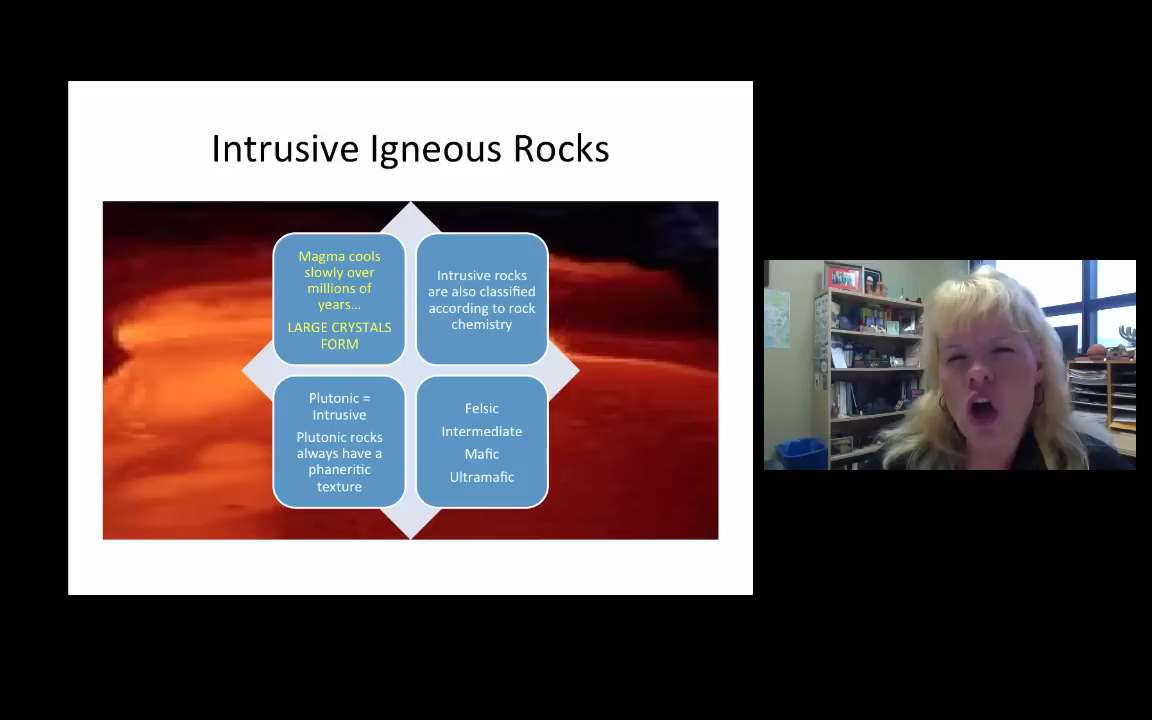 Intrusive Igneous Rocks
Magma cools
slowly over
millions of
years...
LARGE CRYSTALS
FORM
Intrusive rocks
are also classified
according to rock
chemistry
Plutonic =
Intrusive
Plutonic rocks
always have a
phaneritic
texture
Felsic
Intermediate
Mafic
Ultramafic